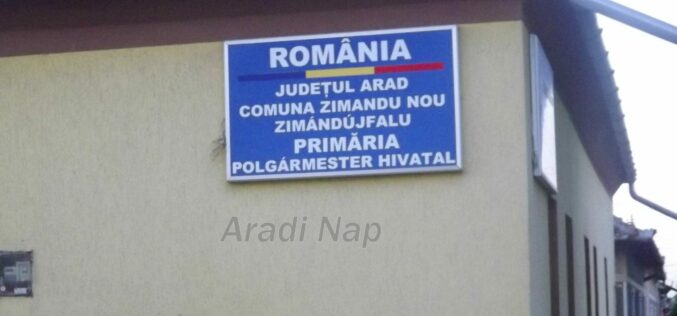 ROMÂNIA
JUDEȚUL ARAD
COMUNA ZIMANDU NOU
ZIMÁNDÚJFALU
PRIMĂRIA
POLGÁRMESTER HIVATAL
Aradi Nap